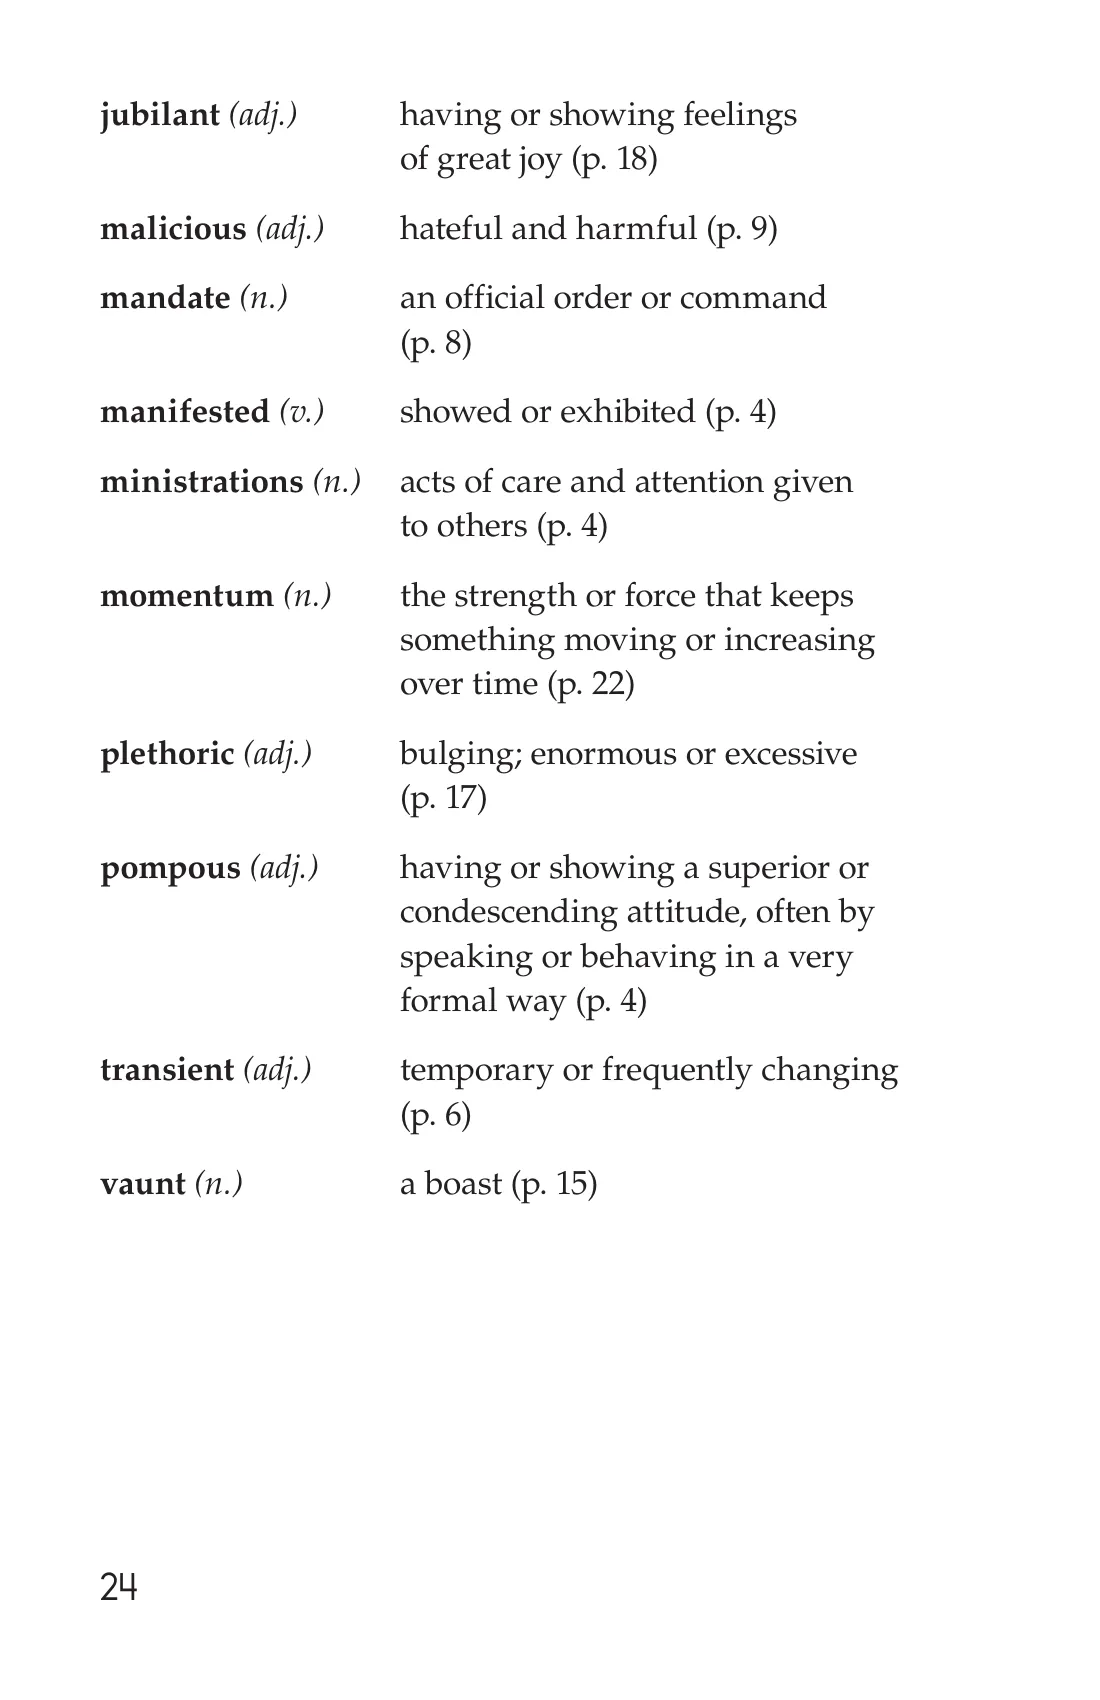 jubilant (adj.) having or showing feelings
of great joy (p. 18)
malicious (adj.) hateful and harmful (p. 9)
mandate (n.) an official order or command
(p. 8)
manifested (v.) showed or exhibited (p. 4)
ministrations (n.) acts of care and attention given
to others (p. 4)
momentum (n.) the strength or force that keeps
something moving or increasing
over time (p. 22)
plethoric (adj.) bulging; enormous or excessive
(p. 17)
pompous (adj.) having or showing a superior or
condescending attitude, often by
speaking or behaving in a very
formal way (p. 4)
transient (adj.) temporary or frequently changing
(p. 6)
vaunt (n.) a boast (p. 15)
24